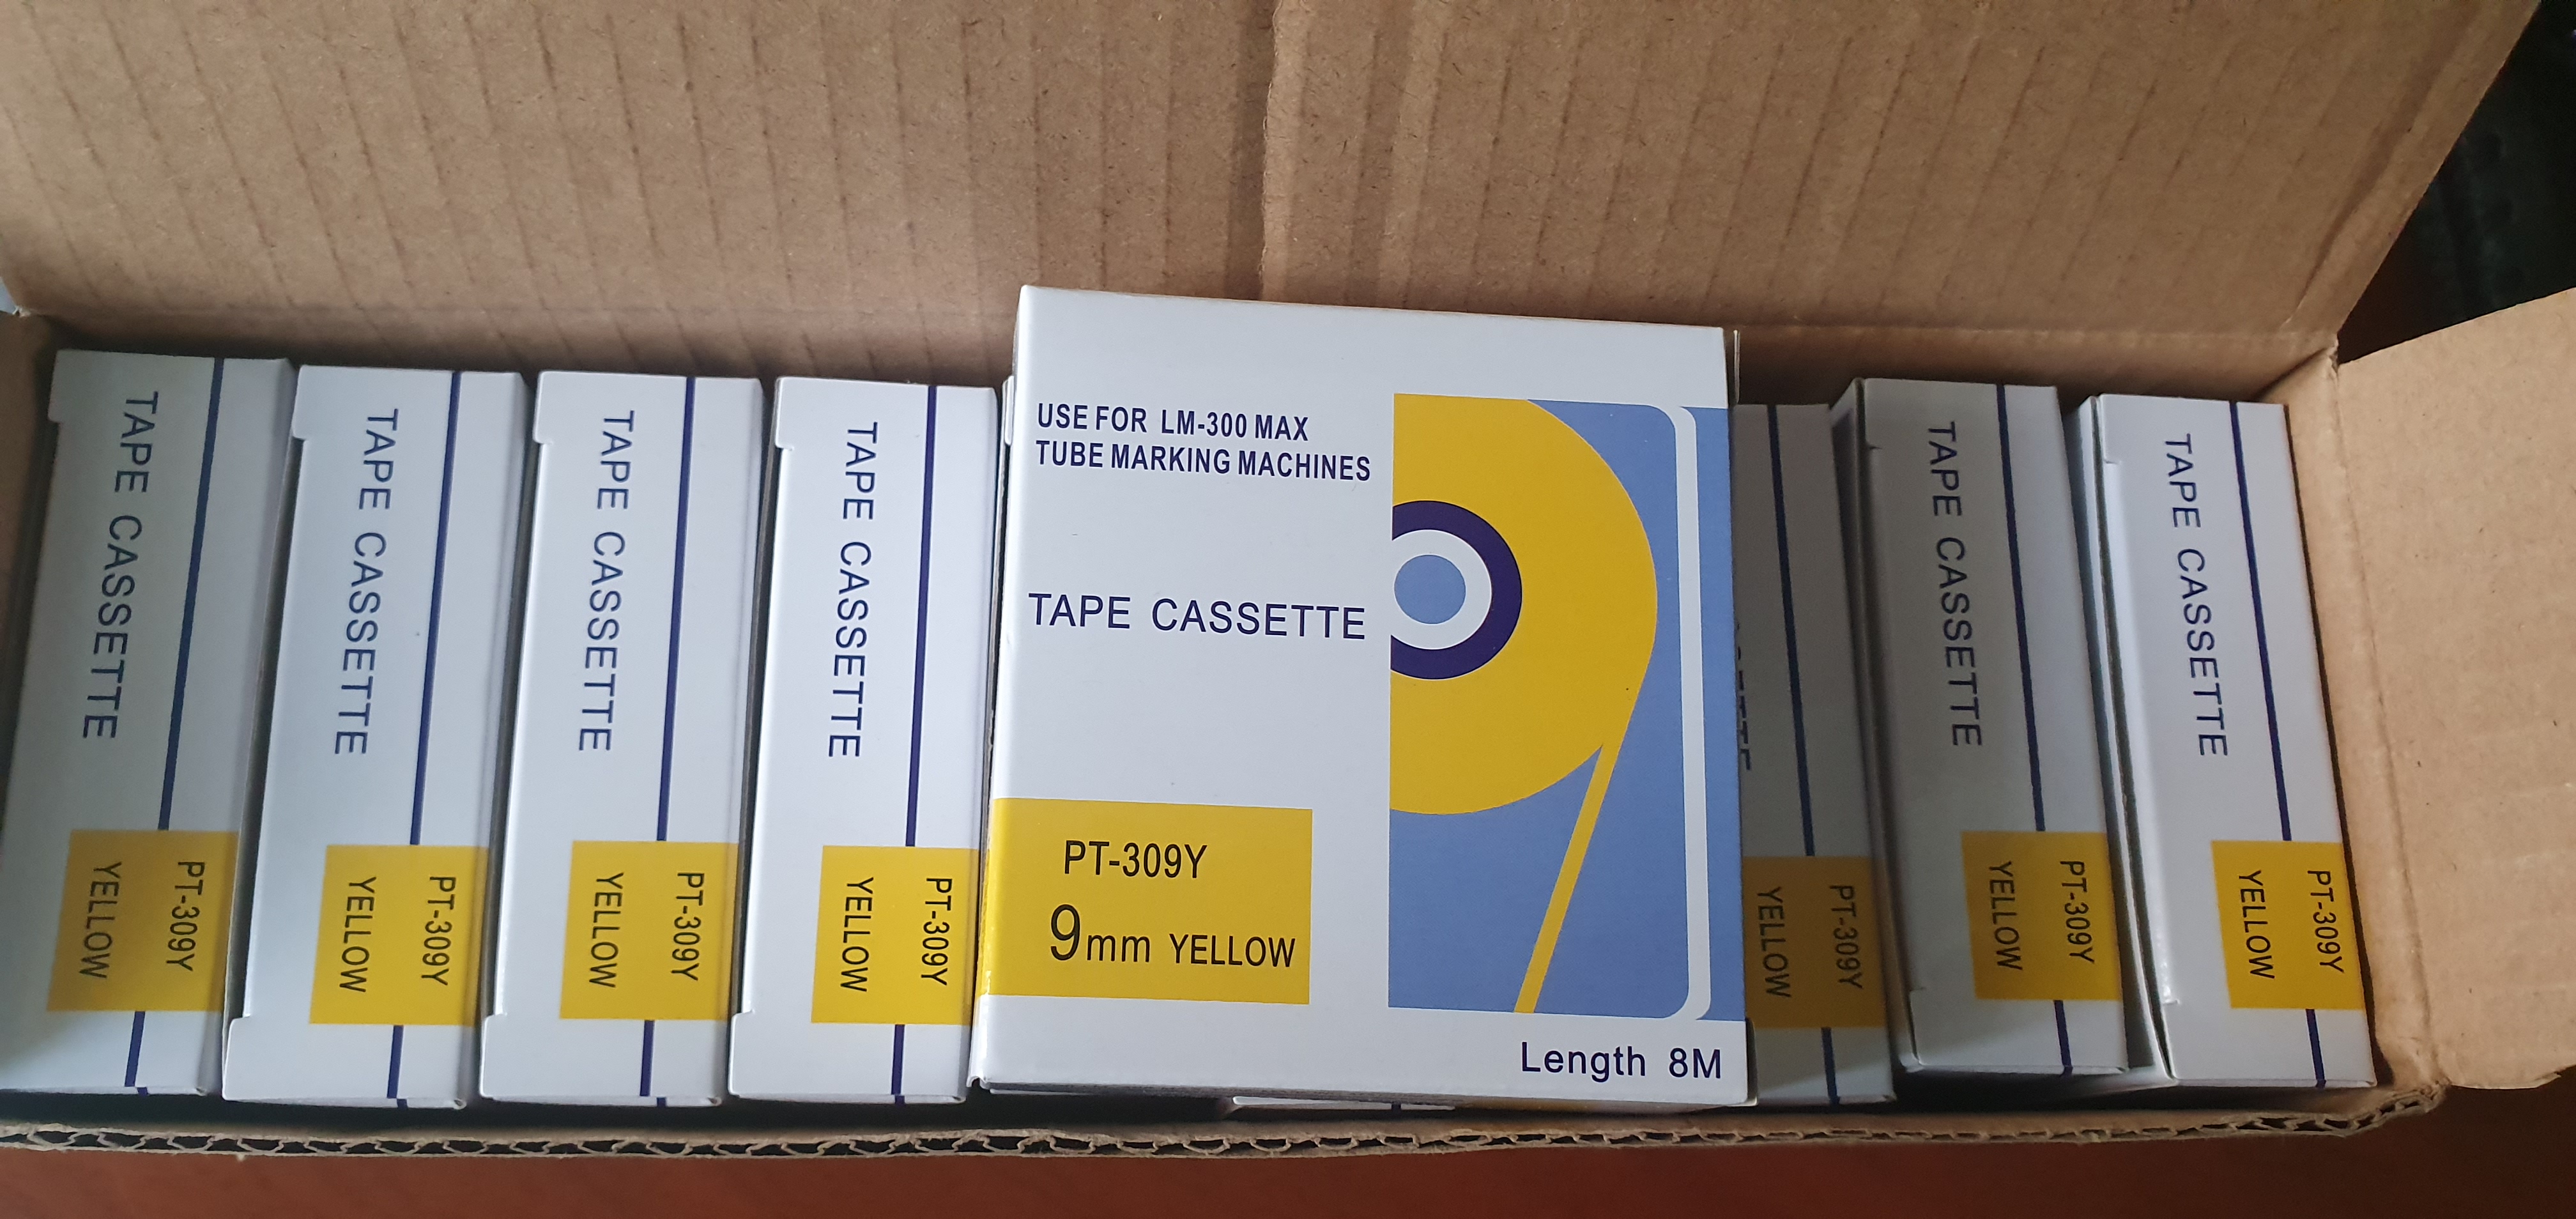 TAPE CASSETTE
PT-309Y
YELLOW
TAPE CASSETTE
PT-309Y
YELLOW
TAPE CASSETTE
PT-309Y
YELLOW
TAPE CASSETTE
PT-309Y
YELLOW
USE FOR LM-300 MAX
TUBE MARKING MACHINES
TAPE CASSETTE
PT-309Y
9mm YELLOW
Length 8M
PT-309Y
YELLOW
TAPE CASSETTE
PT-309Y
YELLOW
TAPE CASSETTE
PT-309Y
YELLOW